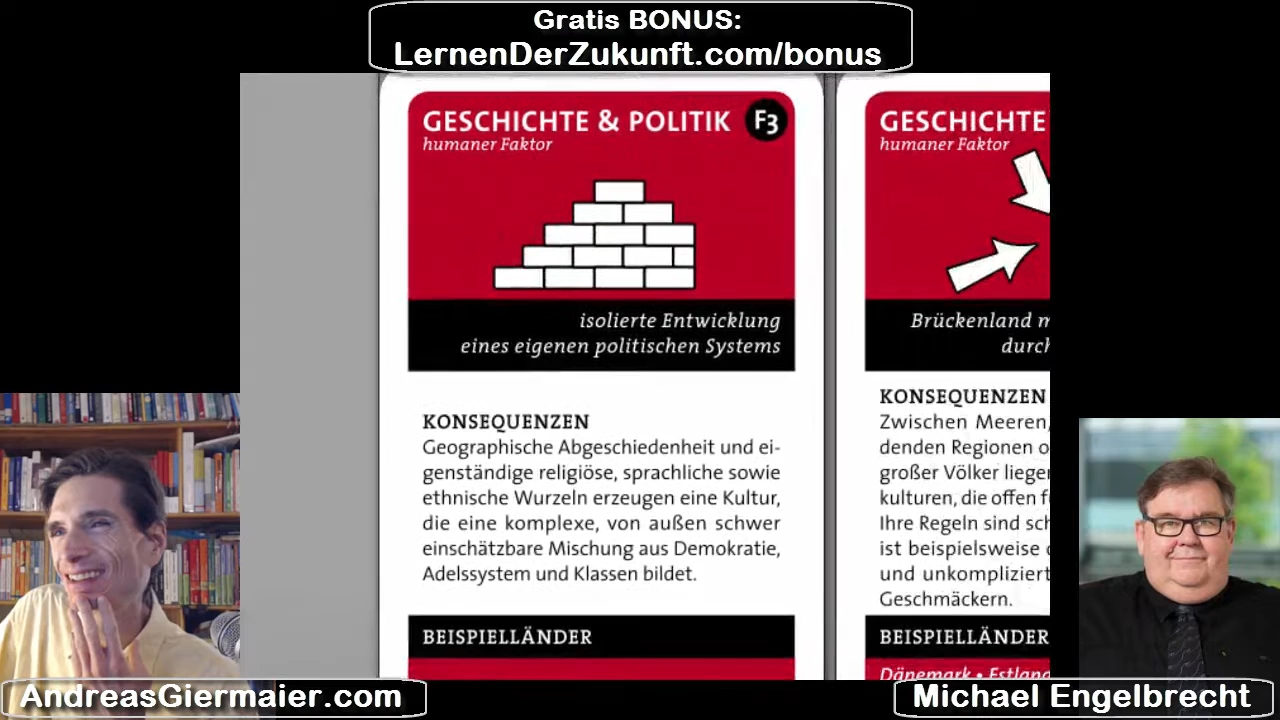 Gratis BONUS:
LernenDerZukunft.com/bonus
GESCHICHTE & POLITIK F3
humaner Faktor
isolierte Entwicklung
eines eigenen politischen Systems
KONSEQUENZEN
Geographische Abgeschiedenheit und ei-
genständige religiöse, sprachliche sowie
ethnische Wurzeln erzeugen eine Kultur,
die eine komplexe, von außen schwer
einschätzbare Mischung aus Demokratie,
Adelssystem und Klassen bildet.
BEISPIELLÄNDER
GESCHICHTE
humaner Faktor
Brückenland
durch
KONSEQUENZEN
Zwischen Meeren,
denden Regionen
großer Völker liegen
kulturen, die offen
Ihre Regeln sind
ist beispielsweise
und unkompliziert
Geschmäckern.
BEISPIELLÄNDER
Dänemark • Estland
AndreasGiermaier.com
Michael Engelbrecht